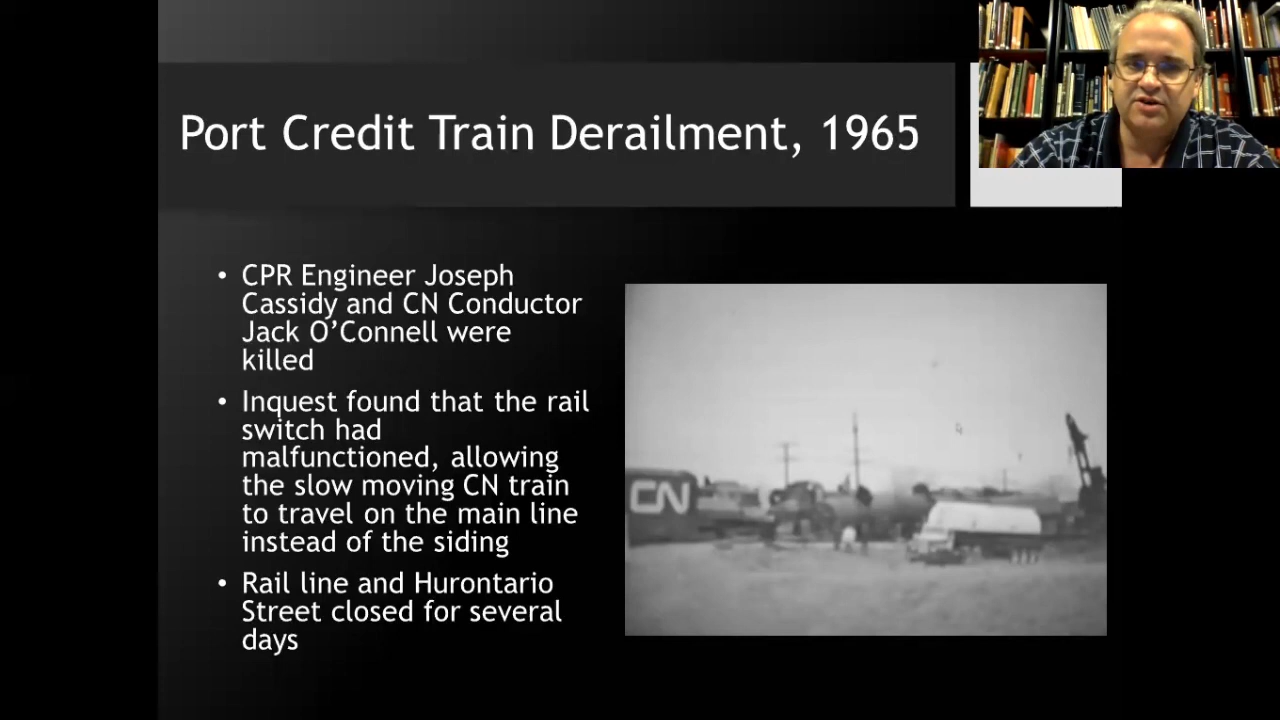 Port Credit Train Derailment, 1965
• CPR Engineer Joseph
Cassidy and CN Conductor
Jack O’Connell were
killed
• Inquest found that the rail
switch had
malfunctioned, allowing
the slow moving CN train
to travel on the main line
instead of the siding
• Rail line and Hurontario
Street closed for several
days
CN